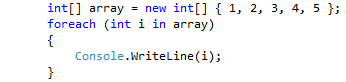 int[] array = new int[] { 1, 2, 3, 4, 5 };
foreach (int i in array)
{
    Console.WriteLine(i);
}